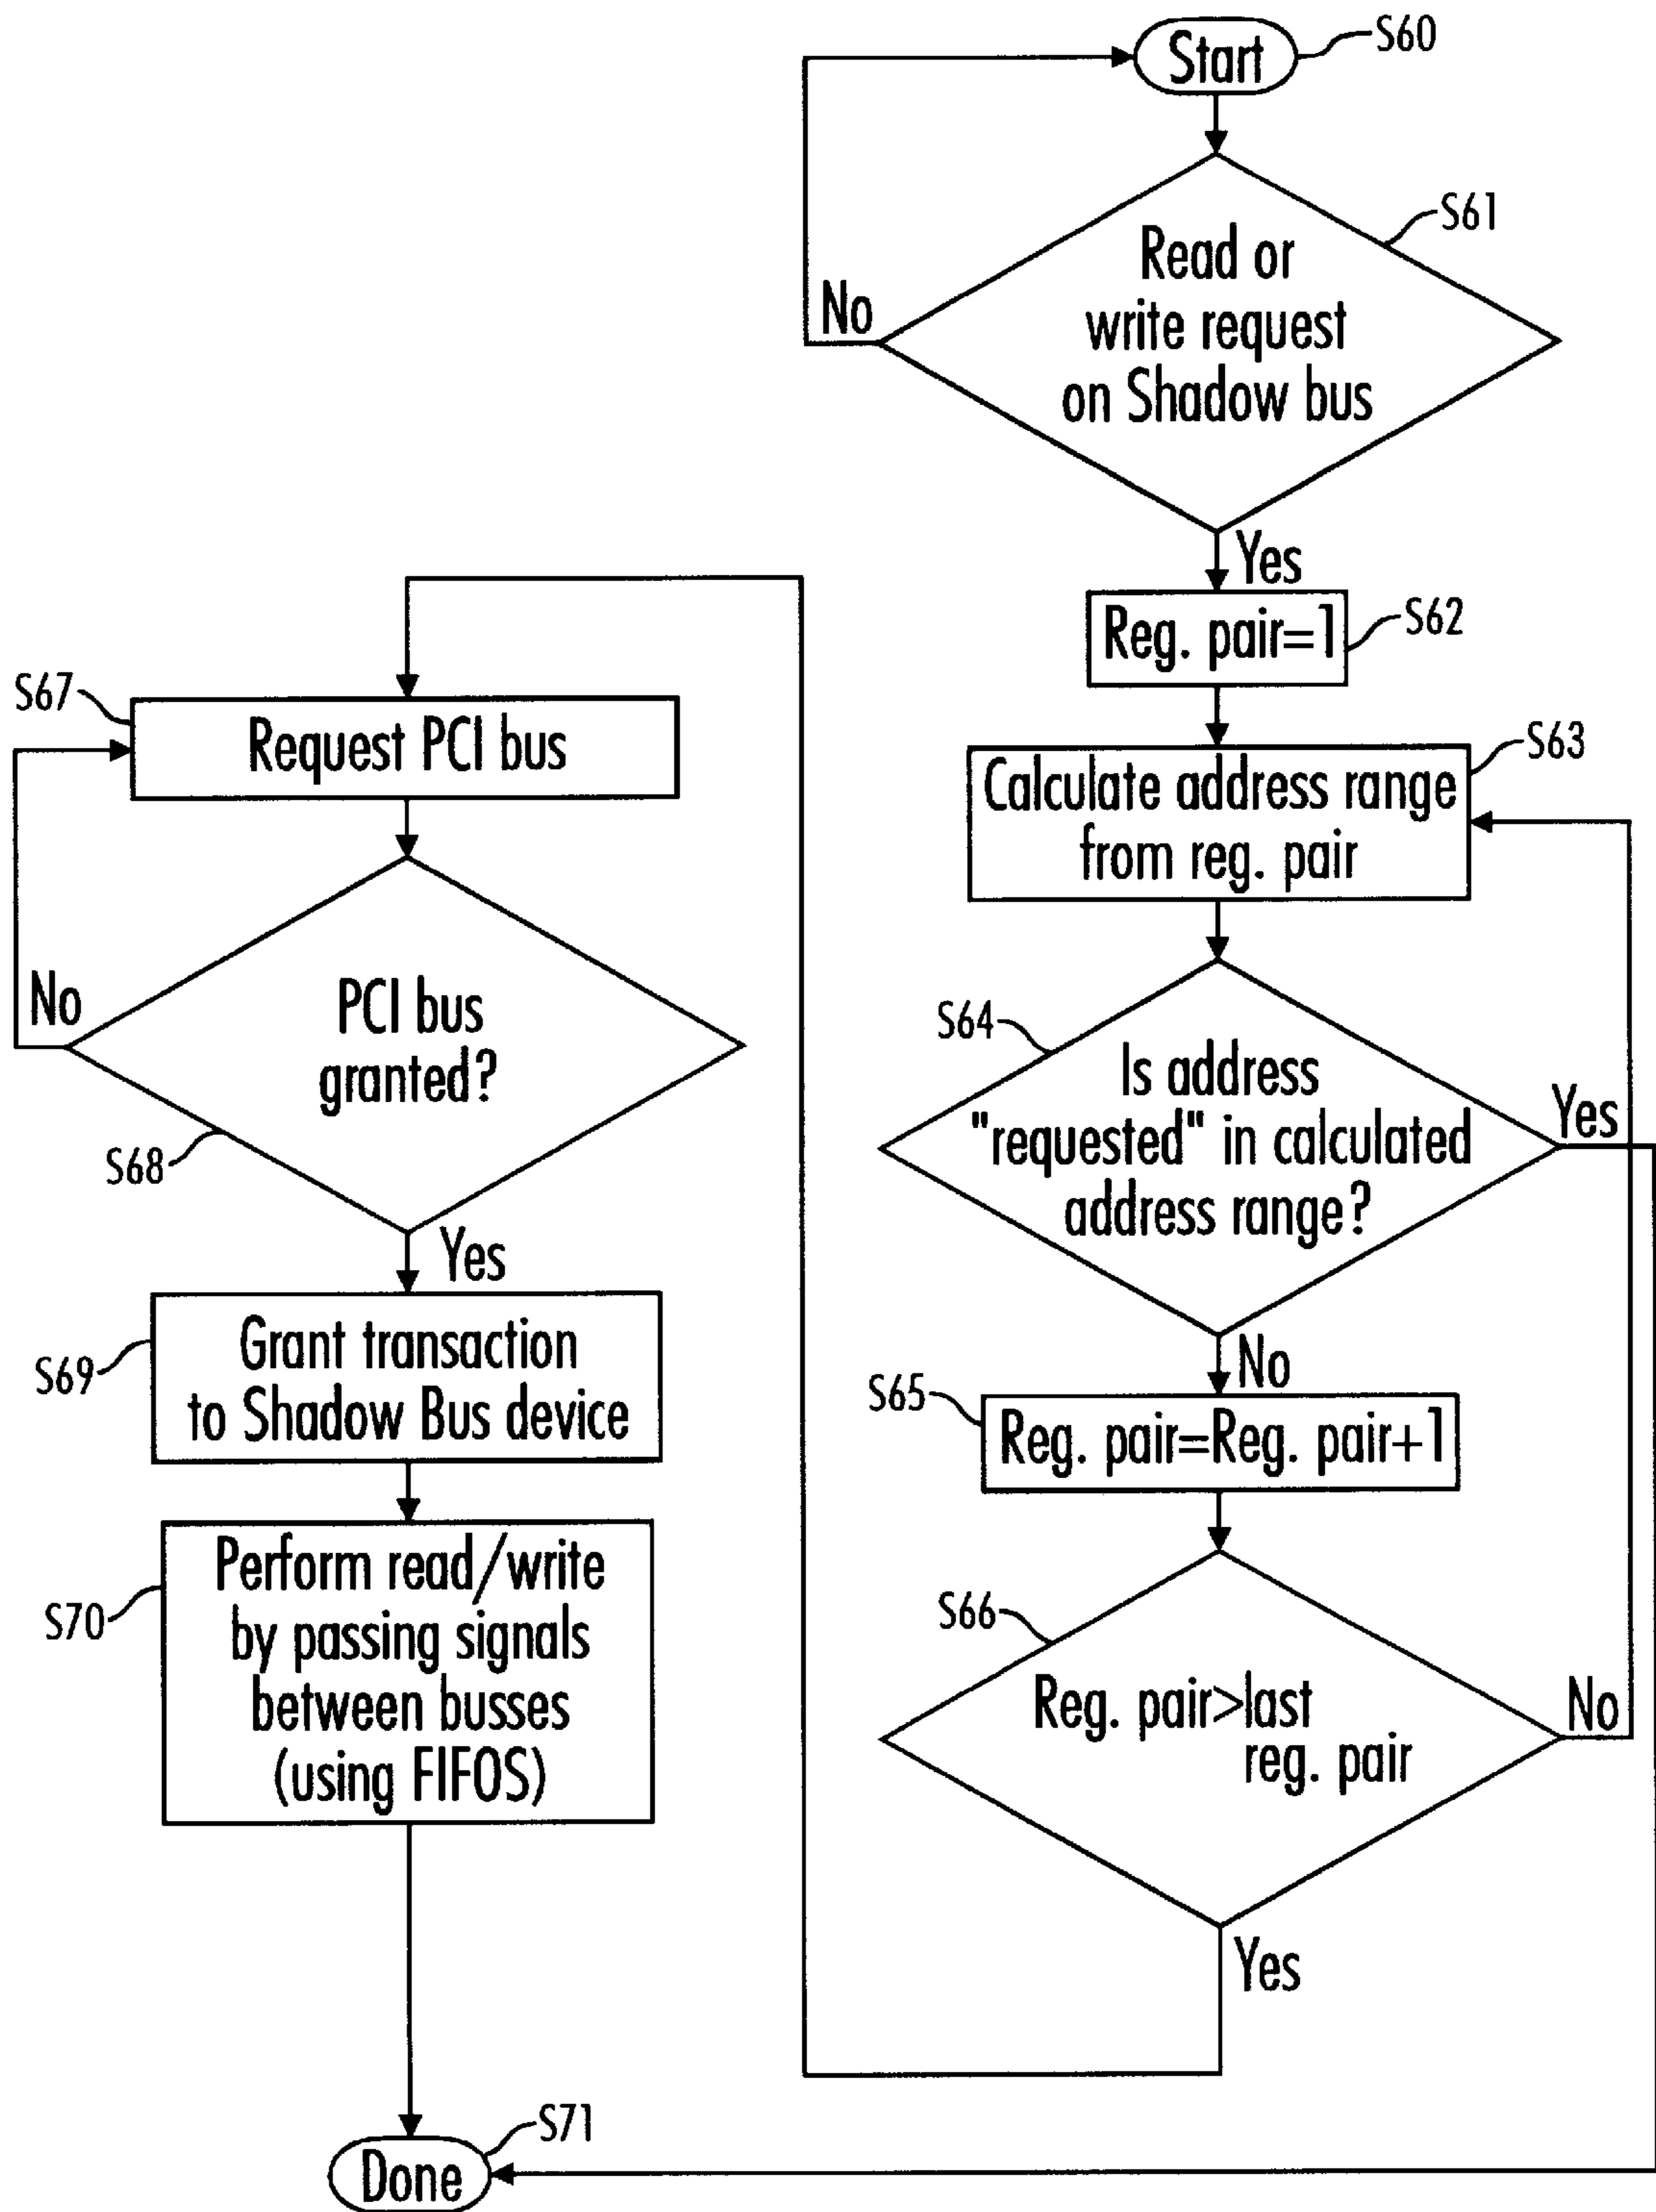 Start
S60
Read or
write request
on Shadow bus
S61
No
Yes
Reg. pair=1
S62
Calculate address range
from reg. pair
S63
Is address
"requested" in calculated
address range?
S64
Yes
No
Reg. pair=Reg. pair+1
S65
Reg. pair>last
reg. pair
S66
No
Yes
Request PCI bus
S67
PCI bus
granted?
S68
No
Yes
Grant transaction
to Shadow Bus device
S69
Perform read/write
by passing signals
between busses
(using FIFOS)
S70
Done
S71